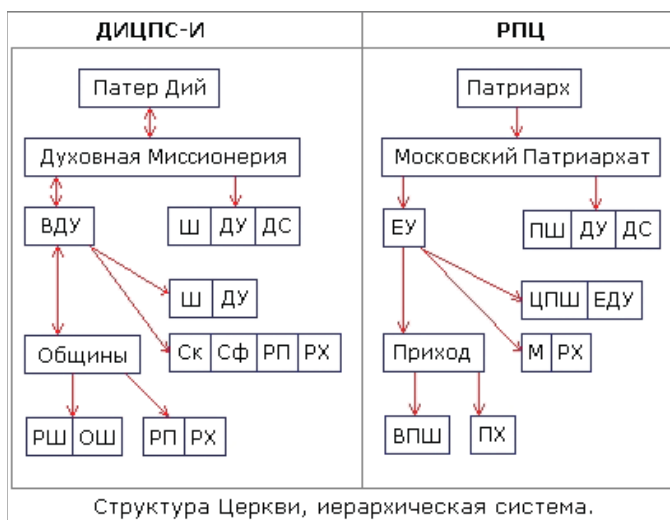 ДИЦПС-И
Патер Дий
Духовная Миссионерия
ВДУ
Ш ДУ ДС
Ш ДУ
Ск Сф РП РХ
Общины
РШ ОШ
РП РХ
РПЦ
Патриарх
Московский Патриархат
ЕУ
ПШ ДУ ДС
ЦПШ ЕДУ
Приход
М РХ
ВПШ
ПХ
Структура Церкви, иерархическая система.